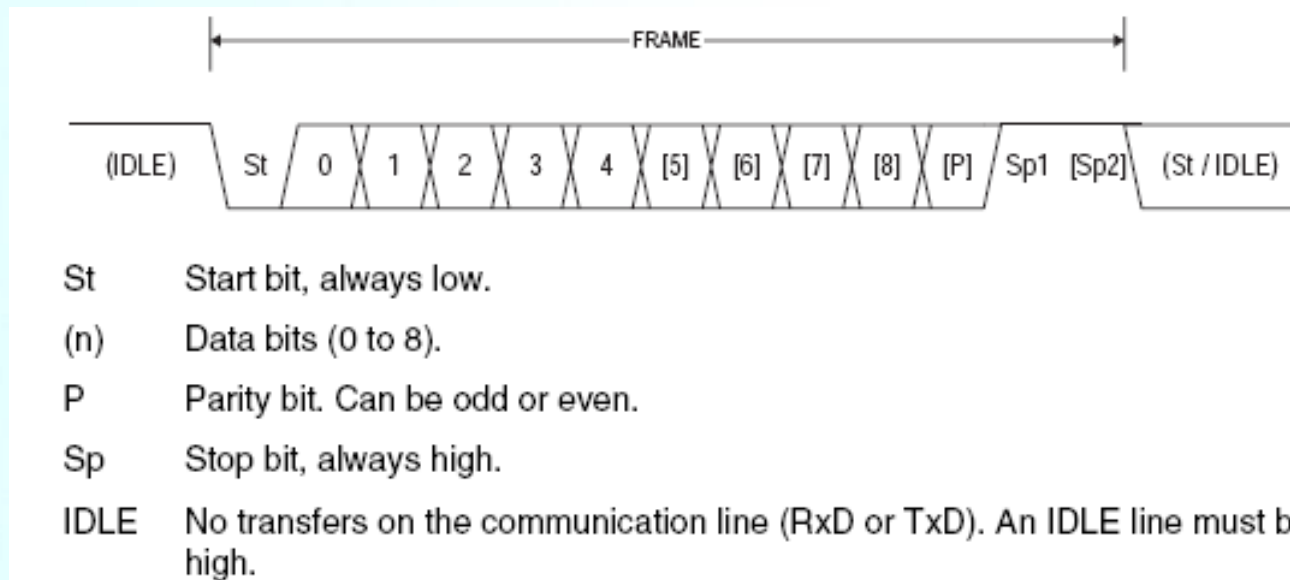 FRAME
(IDLE) St 0 1 2 3 4 [5] [6] [7] [8] [P] Sp1 [Sp2] (St / IDLE)
St Start bit, always low.
(n) Data bits (0 to 8).
P Parity bit. Can be odd or even.
Sp Stop bit, always high.
IDLE No transfers on the communication line (RxD or TxD). An IDLE line must b
high.